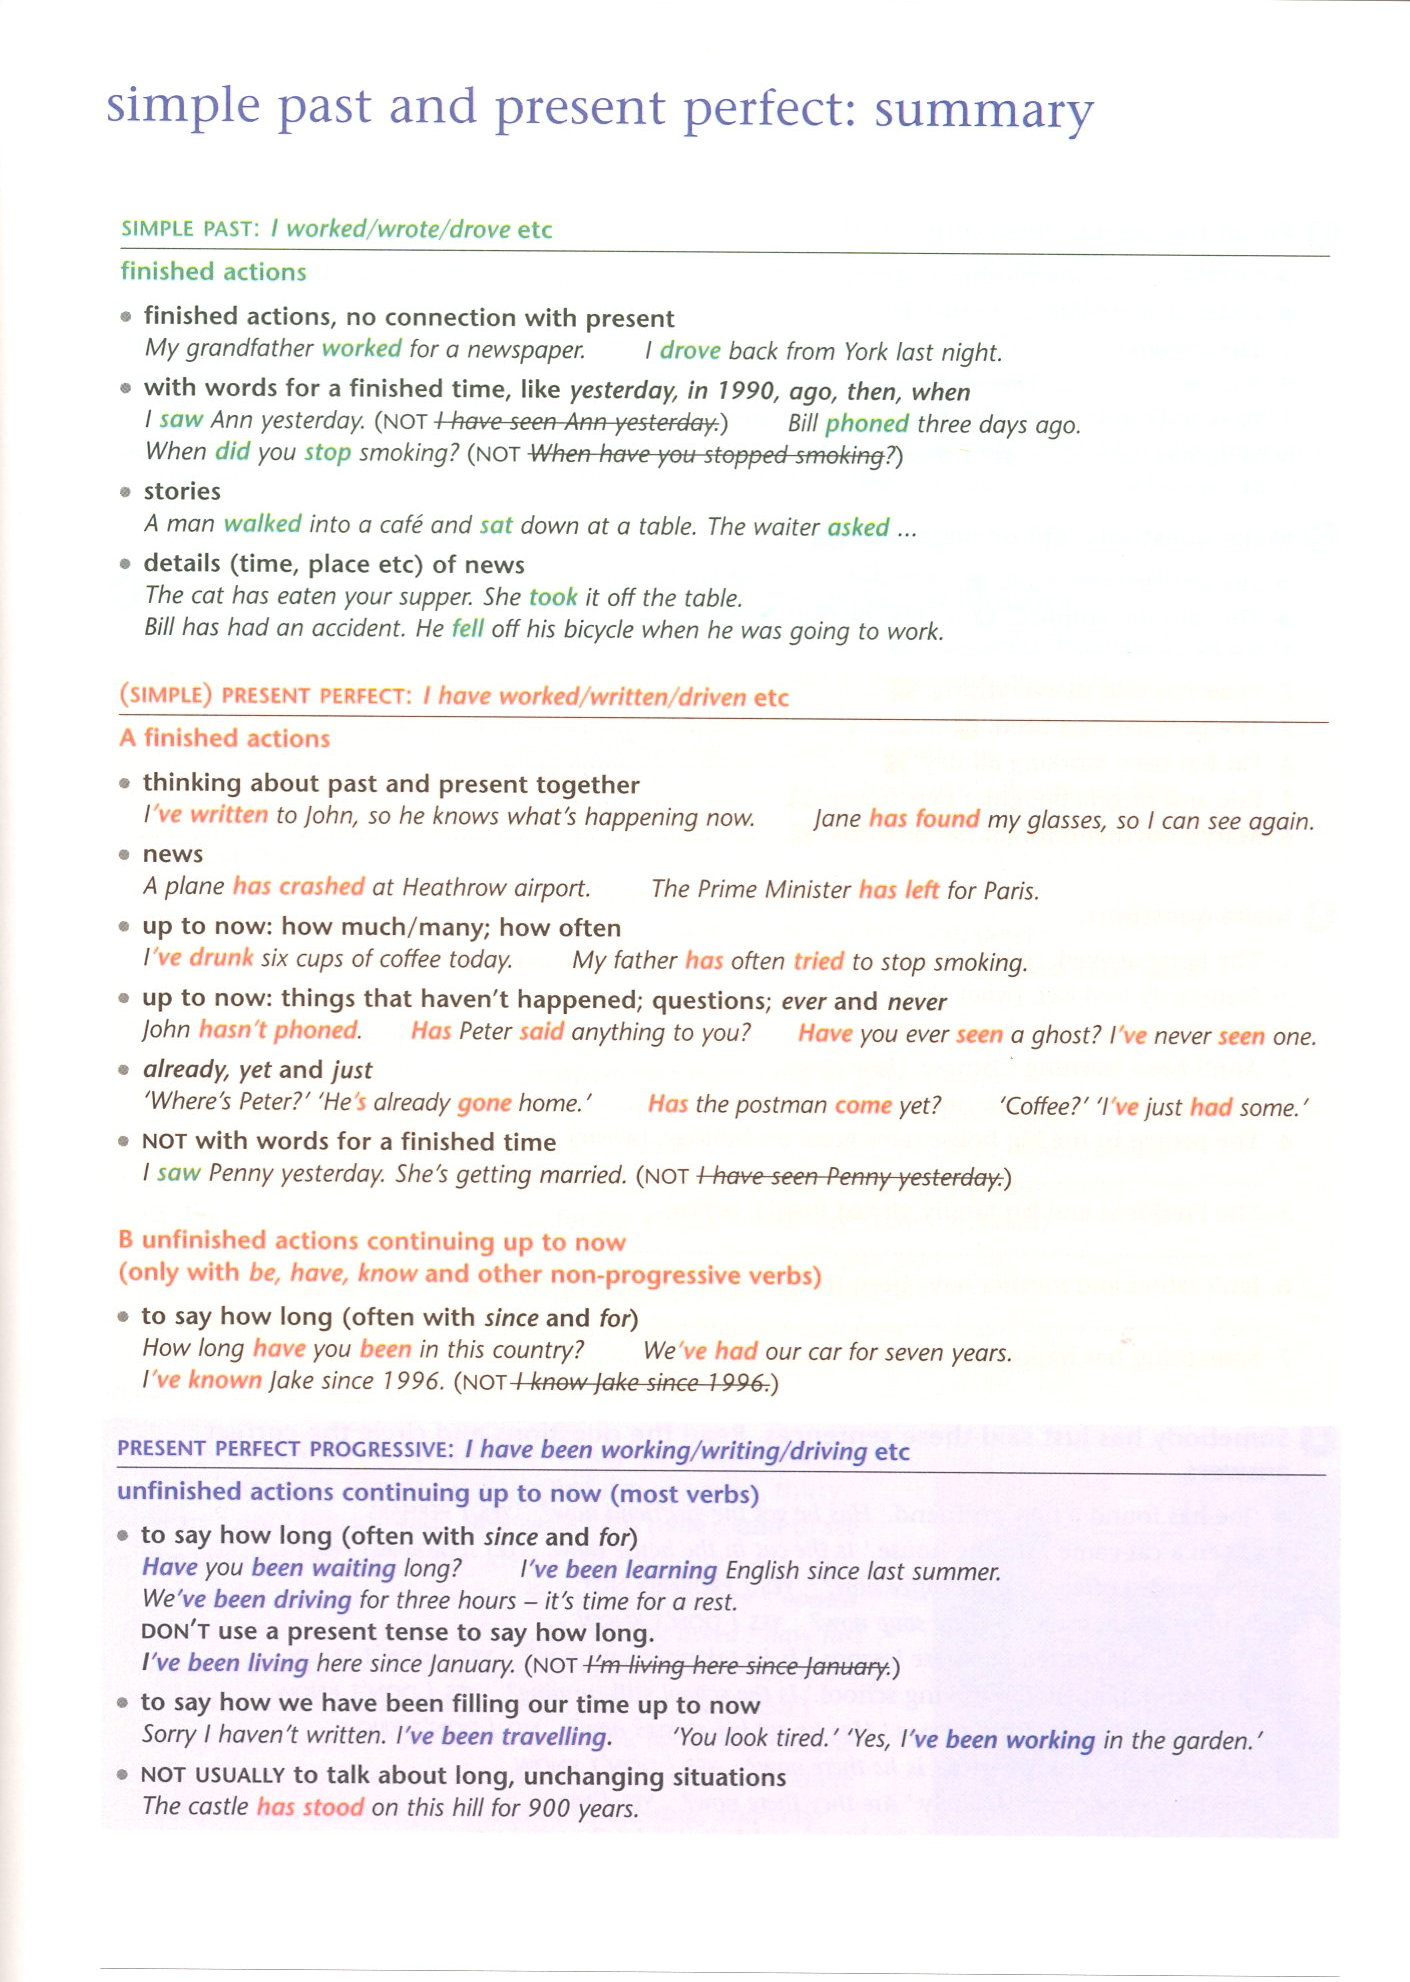 simple past and present perfect: summary
SIMPLE PAST: I worked/wrote/drove etc
finished actions
• finished actions, no connection with present
My grandfather worked for a newspaper. I drove back from York last night.
• with words for a finished time, like yesterday, in 1990, ago, then, when
I saw Ann yesterday. (NOT I have seen Ann yesterday.) Bill phoned three days ago.
When did you stop smoking? (NOT When have you stopped smoking?)
• stories
A man walked into a café and sat down at a table. The waiter asked ...
• details (time, place etc) of news
The cat has eaten your supper. She took it off the table.
Bill has had an accident. He fell off his bicycle when he was going to work.
(SIMPLE) PRESENT PERFECT: I have worked/written/driven etc
A finished actions
• thinking about past and present together
I've written to John, so he knows what's happening now. Jane has found my glasses, so I can see again.
• news
A plane has crashed at Heathrow airport. The Prime Minister has left for Paris.
• up to now: how much/many; how often
I've drunk six cups of coffee today. My father has often tried to stop smoking.
• up to now: things that haven't happened; questions; ever and never
John hasn't phoned. Has Peter said anything to you? Have you ever seen a ghost? I've never seen one.
• already, yet and just
'Where's Peter?' 'He's already gone home.' Has the postman come yet? 'Coffee?' 'I've just had some.'
• NOT with words for a finished time
I saw Penny yesterday. She's getting married. (NOT I have seen Penny yesterday.)
B unfinished actions continuing up to now
(only with be, have, know and other non-progressive verbs)
• to say how long (often with since and for)
How long have you been in this country? We've had our car for seven years.
I've known Jake since 1996. (NOT I know Jake since 1996.)
PRESENT PERFECT PROGRESSIVE: I have been working/writing/driving etc
unfinished actions continuing up to now (most verbs)
• to say how long (often with since and for)
Have you been waiting long? I've been learning English since last summer.
We've been driving for three hours – it's time for a rest.
DON'T use a present tense to say how long.
I've been living here since January. (NOT I'm living here since January.)
• to say how we have been filling our time up to now
Sorry I haven't written. I've been travelling. 'You look tired.' 'Yes, I've been working in the garden.'
• NOT USUALLY to talk about long, unchanging situations
The castle has stood on this hill for 900 years.